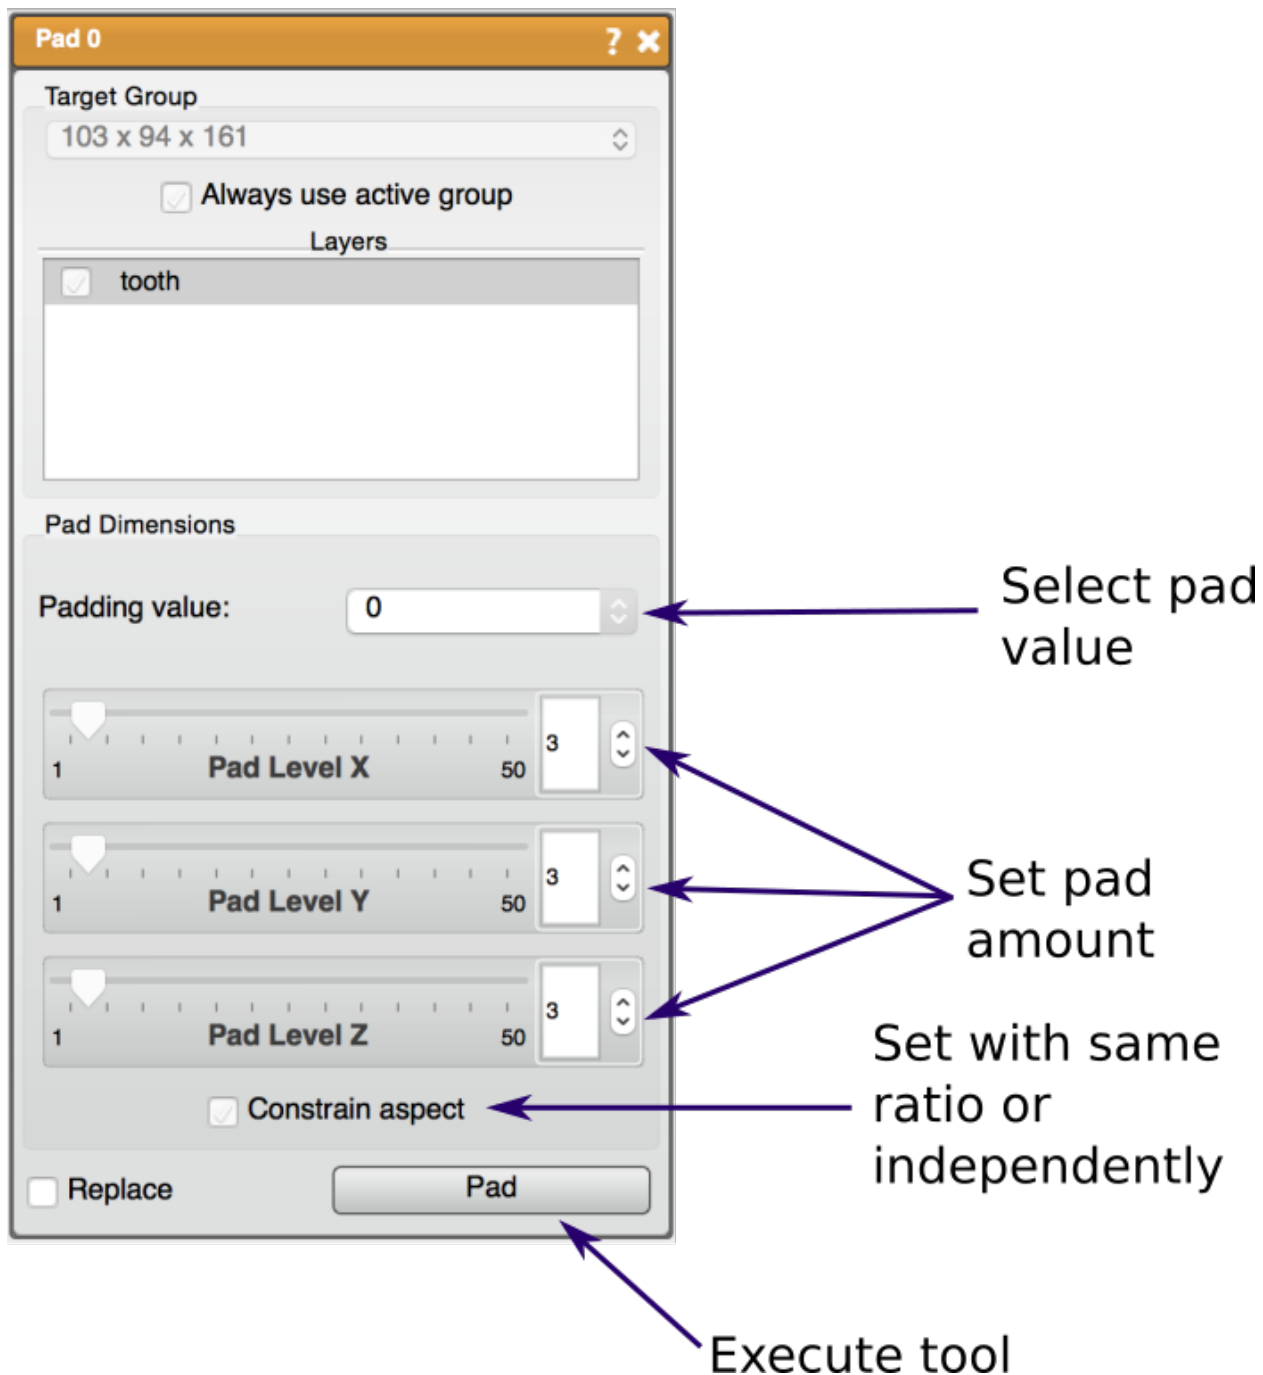 Pad 0 ?
Target Group
103 x 94 x 161
Always use active group
Layers
tooth
Pad Dimensions
Padding value: 0
Select pad
value
3
1 Pad Level X 50
3
1 Pad Level Y 50
Set pad
amount
3
1 Pad Level Z 50
Constrain aspect
Set with same
ratio or
independently
Replace Pad
Execute tool